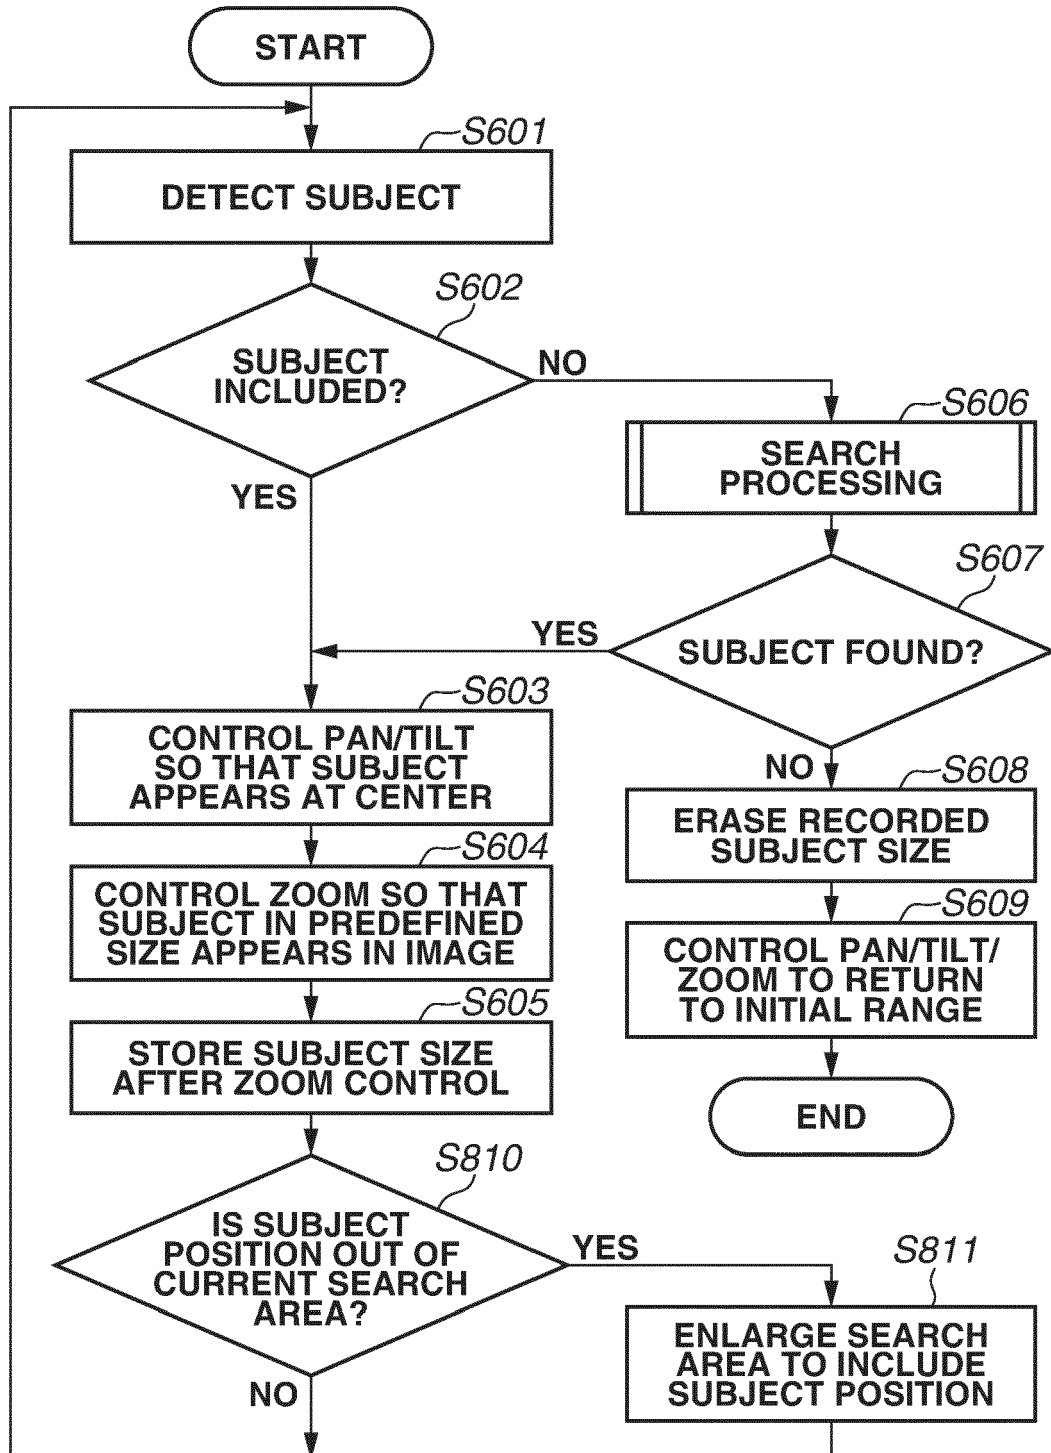 START
S601
DETECT SUBJECT
S602
SUBJECT
INCLUDED?
NO
YES
S606
SEARCH
PROCESSING
S607
SUBJECT FOUND?
YES
NO
S603
CONTROL PAN/TILT
SO THAT SUBJECT
APPEARS AT CENTER
S604
CONTROL ZOOM SO THAT
SUBJECT IN PREDEFINED
SIZE APPEARS IN IMAGE
S605
STORE SUBJECT SIZE
AFTER ZOOM CONTROL
S608
ERASE RECORDED
SUBJECT SIZE
S609
CONTROL PAN/TILT/
ZOOM TO RETURN
TO INITIAL RANGE
END
S810
IS SUBJECT
POSITION OUT OF
CURRENT SEARCH
AREA?
YES
NO
S811
ENLARGE SEARCH
AREA TO INCLUDE
SUBJECT POSITION